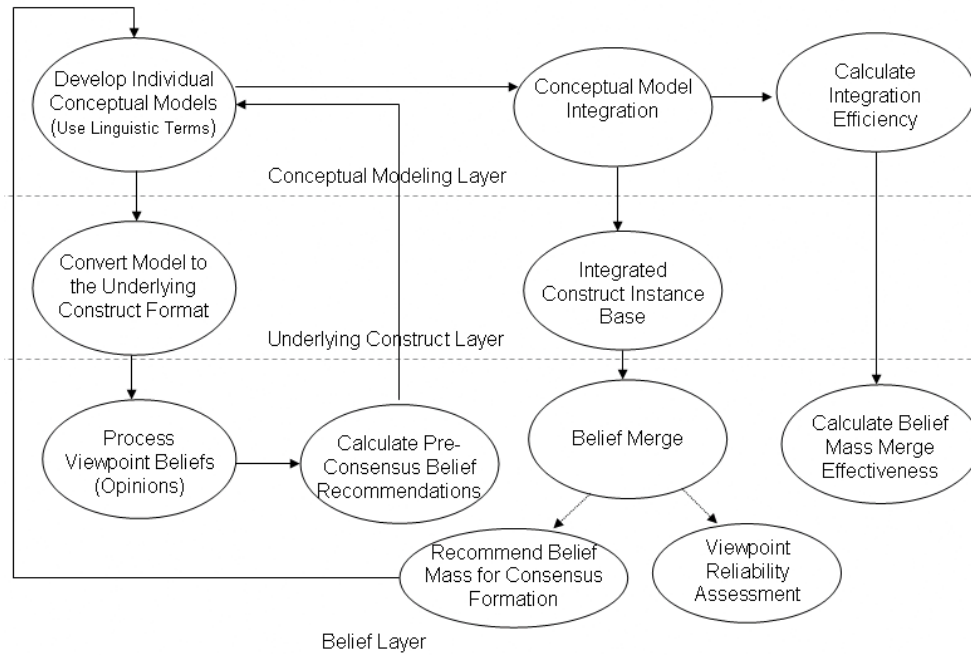 Develop Individual
Conceptual Models
(Use Linguistic Terms)
Conceptual Model
Integration
Calculate
Integration
Efficiency
Conceptual Modeling Layer
Convert Model to
the Underlying
Construct Format
Integrated
Construct Instance
Base
Underlying Construct Layer
Process
Viewpoint Beliefs
(Opinions)
Calculate Pre-
Consensus Belief
Recommendations
Belief Merge
Calculate Belief
Mass Merge
Effectiveness
Recommend Belief
Mass for Consensus
Formation
Viewpoint
Reliability
Assessment
Belief Layer